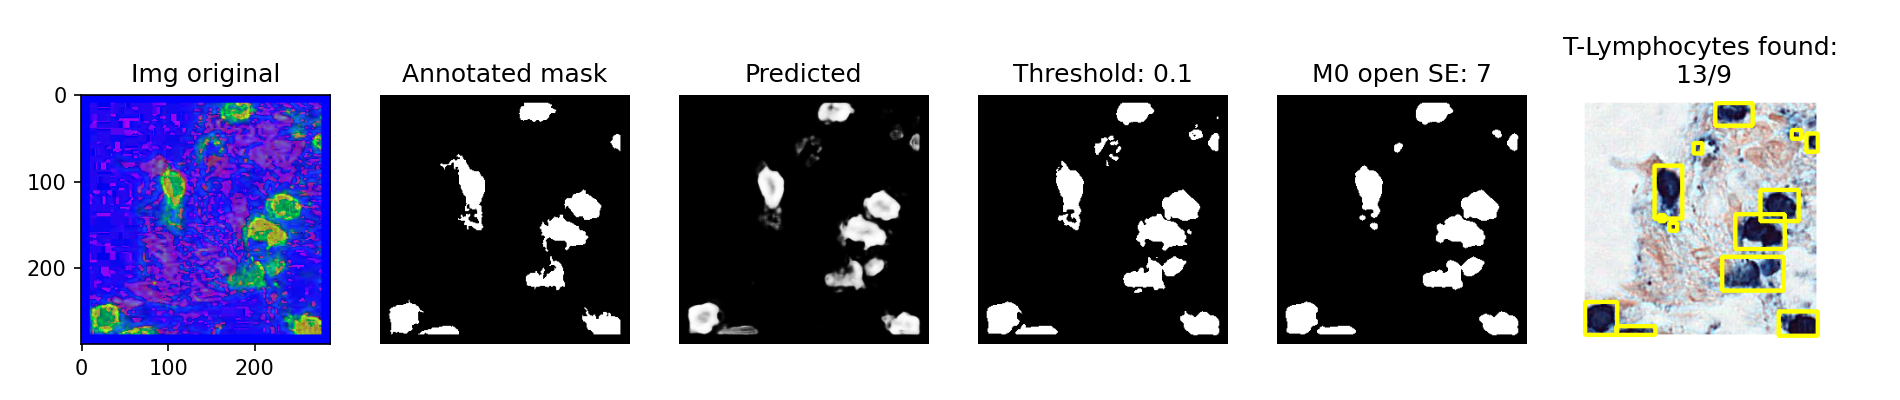 Img original
Annotated mask
Predicted
Threshold: 0.1
M0 open SE: 7
T-Lymphocytes found:
13/9
0
100
200
0
100
200